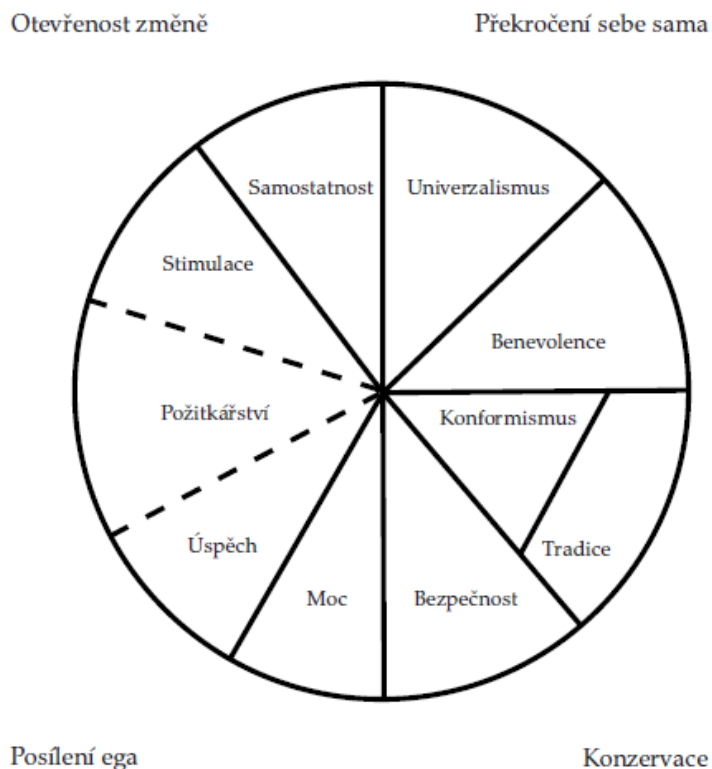 Otevřenost změně
Překročení sebe sama
Samostatnost
Univerzalismus
Stimulace
Benevolence
Požitkářství
Konformismus
Úspěch
Tradice
Moc
Bezpečnost
Posílení ega
Konzervace